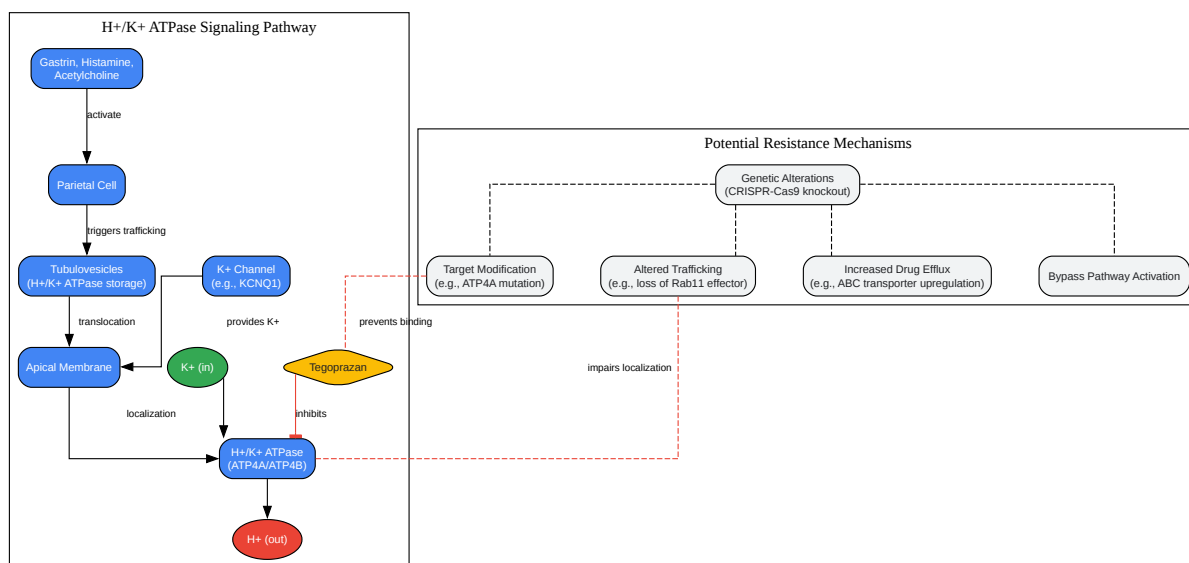 H+/K+ ATPase Signaling Pathway
Gastrin, Histamine,
Acetylcholine
activate
Parietal Cell
triggers trafficking
Tubulovesicles
(H+/K+ ATPase storage)
K+ Channel
(e.g., KCNQ1)
translocation
provides K+
prevents binding
Apical Membrane
K+ (in)
Tegoprazan
localization
inhibits
H+/K+ ATPase
(ATP4A/ATP4B)
H+ (out)
Potential Resistance Mechanisms
Genetic Alterations
(CRISPR-Cas9 knockout)
Target Modification
(e.g., ATP4A mutation)
Altered Trafficking
(e.g., loss of Rab11 effector)
Increased Drug Efflux
(e.g., ABC transporter upregulation)
Bypass Pathway Activation
impairs localization